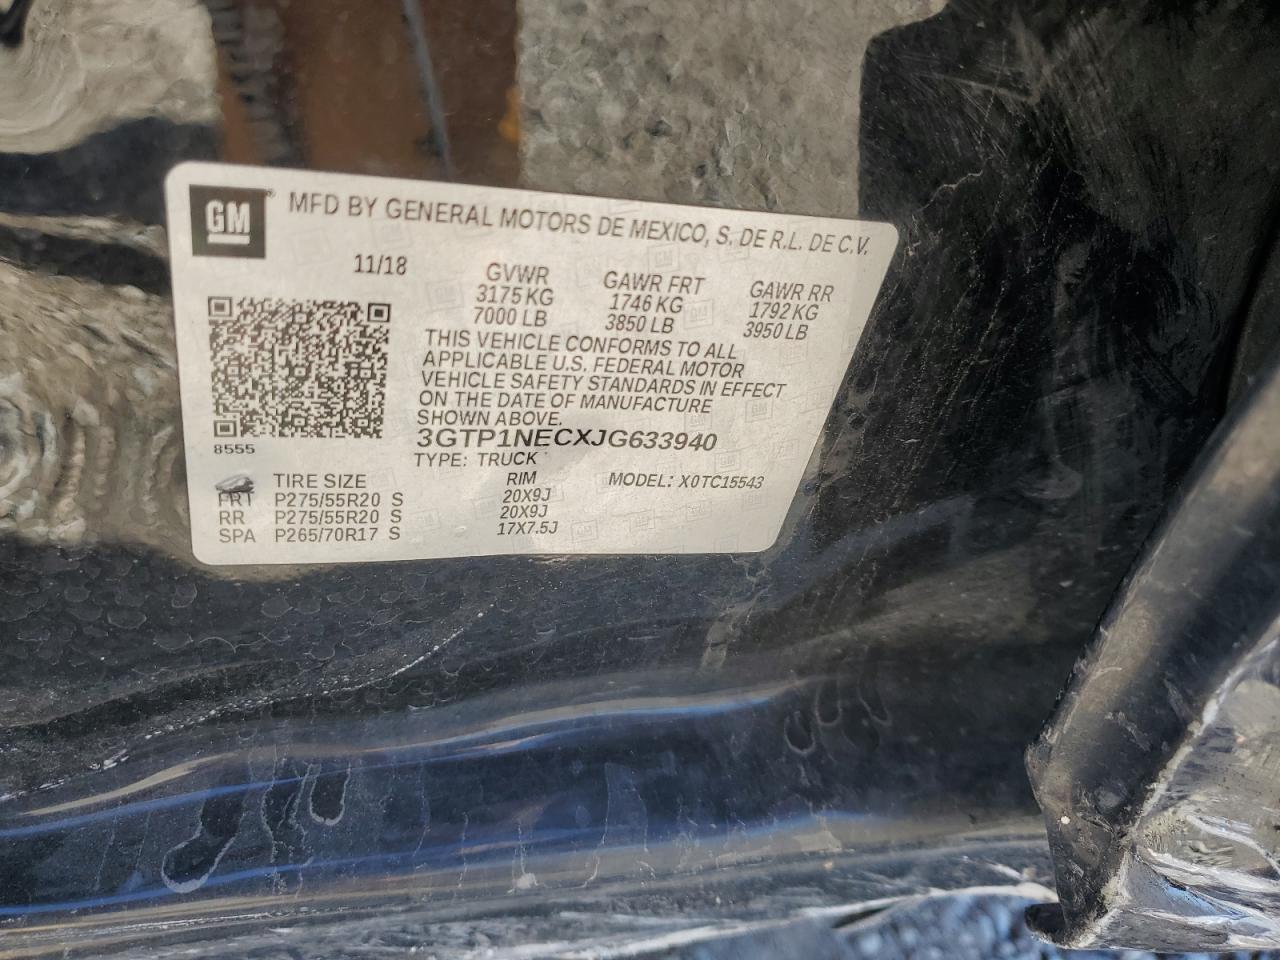 GM MFD BY GENERAL MOTORS DE MEXICO, S. DE R.L. DE C.V.
11/18
GVWR GAWR FRT GAWR RR
3175 KG 1746 KG 1792 KG
7000 LB 3850 LB 3950 LB
THIS VEHICLE CONFORMS TO ALL
APPLICABLE U.S. FEDERAL MOTOR
VEHICLE SAFETY STANDARDS IN EFFECT
ON THE DATE OF MANUFACTURE
SHOWN ABOVE.
3GTP1NECXJG633940
8555
TYPE: TRUCK
TIRE SIZE RIM MODEL: X0TC15543
FRT P275/55R20 S 20X9J
RR P275/55R20 S 20X9J
SPA P265/70R17 S 17X7.5J